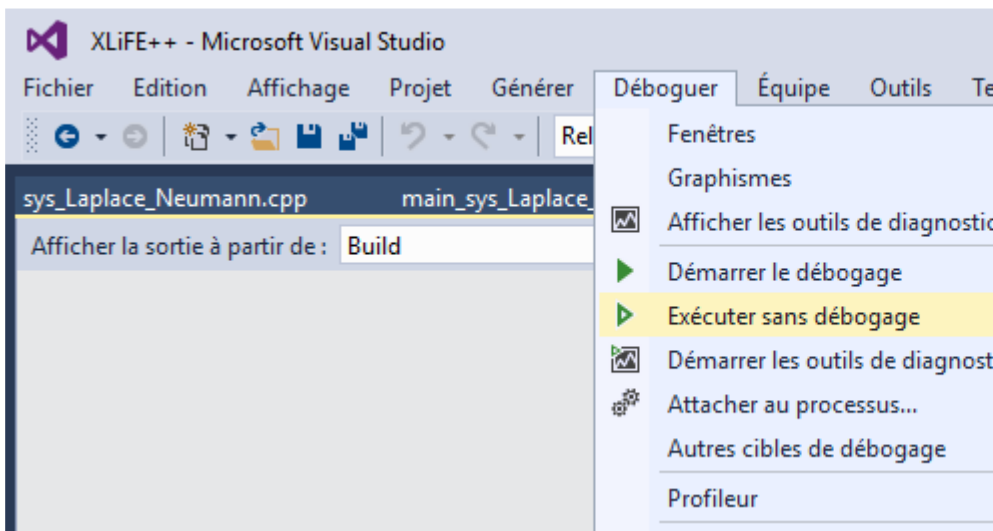 XLiFE++ - Microsoft Visual Studio
Fichier Edition Affichage Projet Générer Déboguer Équipe Outils Te
Rel
sys_Laplace_Neumann.cpp main_sys_Laplace_
Afficher la sortie à partir de : Build
Fenêtres
Graphismes
Afficher les outils de diagnostic
Démarrer le débogage
Exécuter sans débogage
Démarrer les outils de diagnost
Attacher au processus...
Autres cibles de débogage
Profileur